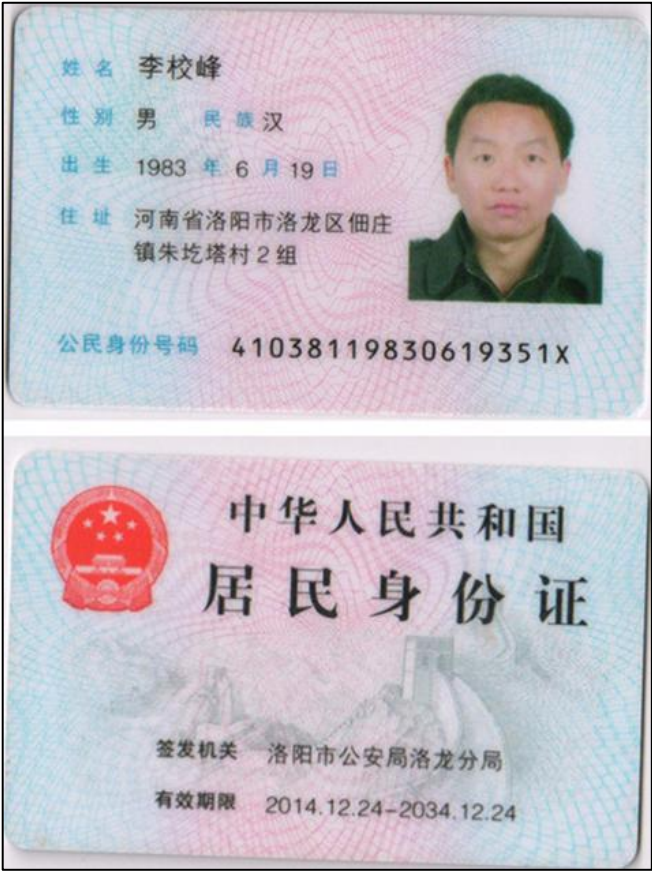 姓名 李校峰
性别 男 民族 汉
出生 1983 年 6 月 19 日
住址 河南省洛阳市洛龙区佃庄
镇朱圪塔村2组
公民身份号码 41038119830619351X
中华人民共和国
居民身份证
签发机关 洛阳市公安局洛龙分局
有效期限 2014.12.24-2034.12.24